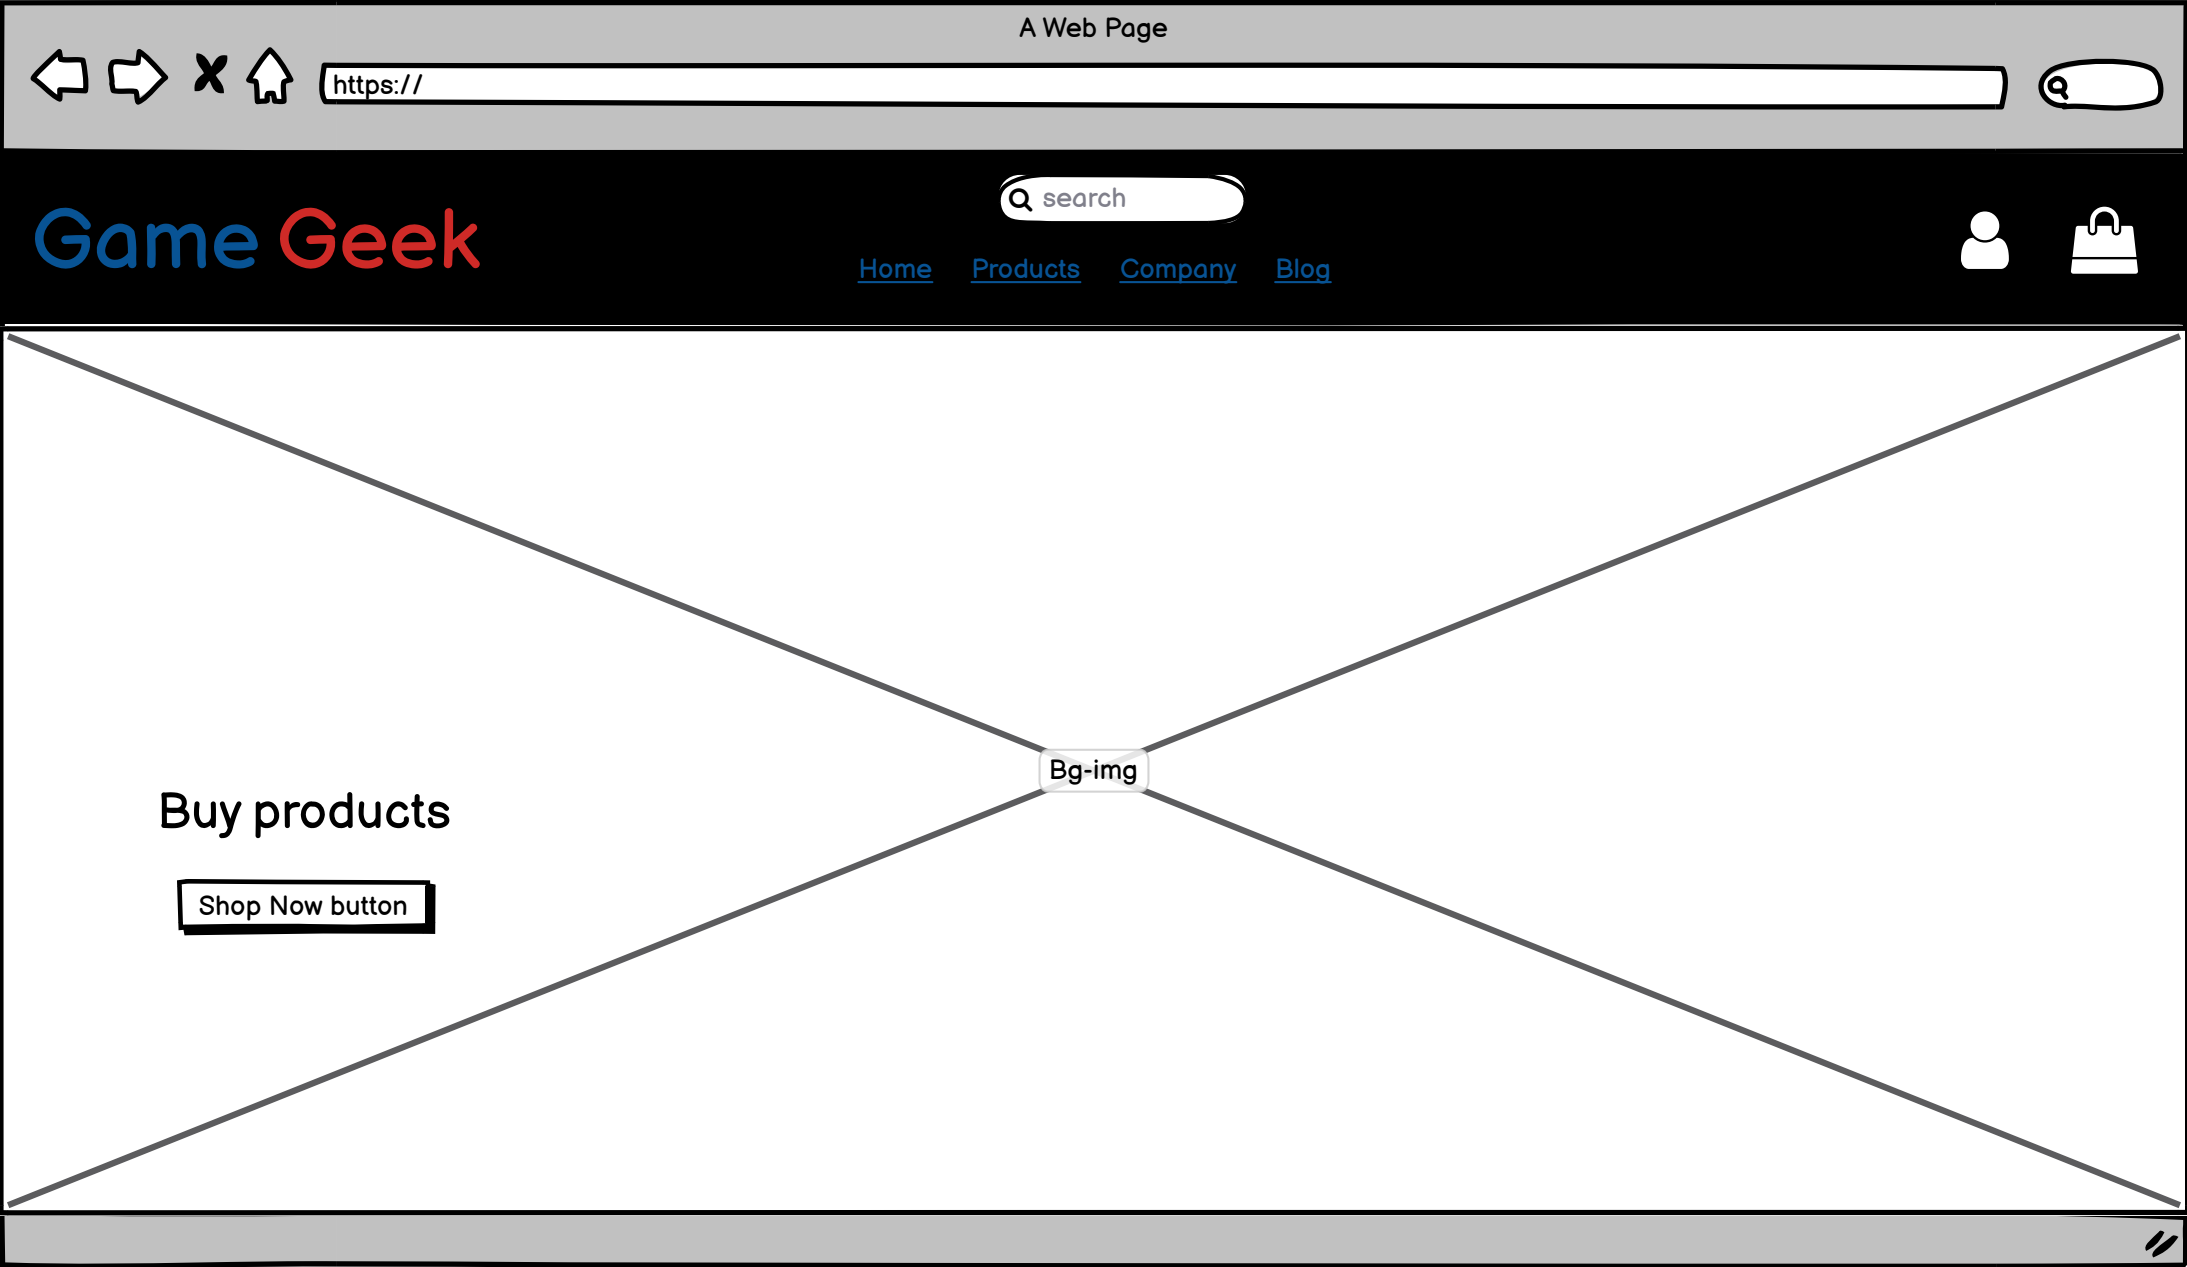 A Web Page
https://
search
Game Geek
Home Products Company Blog
Bg-img
Buy products
Shop Now button